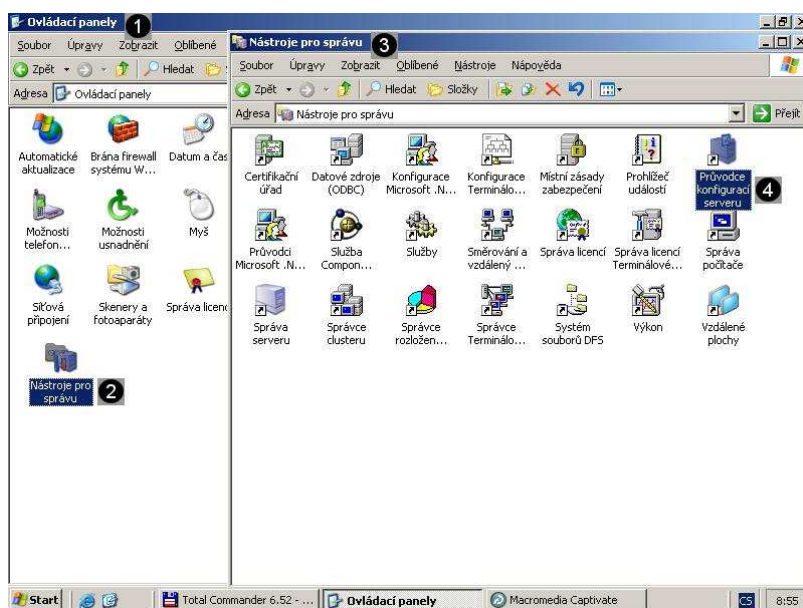 Ovládací panely
1
Soubor Úpravy Zobrazit Oblíbené
Zpět Hledat
Adresa Ovládací panely
Automatické aktualizace
Brána firewall systému W...
Datum a čas
Možnosti telefon...
Možnosti usnadnění
Myš
Síťová připojení
Skenery a fotoaparáty
Správa licenc
Nástroje pro správu
2
Nástroje pro správu
3
Soubor Úpravy Zobrazit Oblíbené Nástroje Nápověda
Zpět Hledat Složky
Adresa Nástroje pro správu Přejít
Certifikační úřad
Datové zdroje (ODBC)
Konfigurace Microsoft .N...
Konfigurace Terminálo...
Místní zásady zabezpečení
Prohlížeč událostí
Průvodce konfigurací serveru
4
Průvodci Microsoft .N...
Služba Compon...
Služby
Směrování a vzdálený ...
Správa licencí
Správa licencí Terminálové...
Správa počítače
Správa serveru
Správce clusteru
Správce rozložen...
Správce Terminálo...
Systém souborů DFS
Výkon
Vzdálené plochy
Start Total Commander 6.52 - ... Ovládací panely Macromedia Captivate CS 8:55